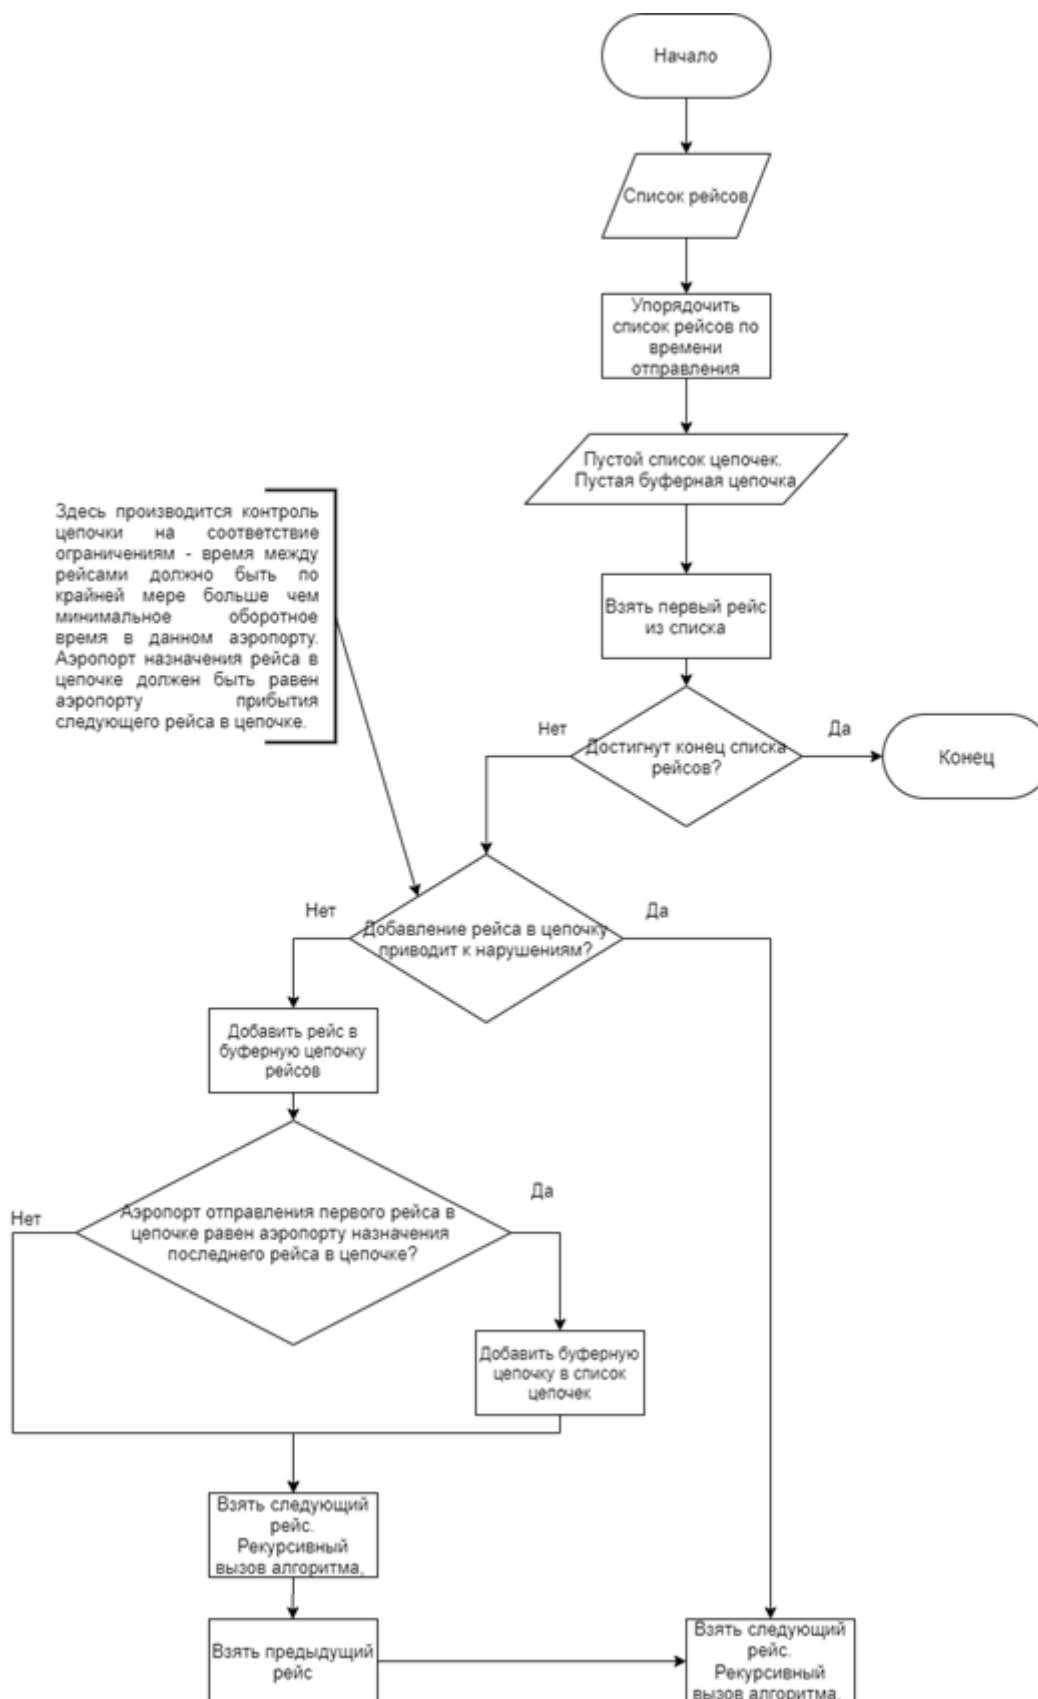 Начало
Список рейсов
Упорядочить
список рейсов по
времени
отправления
Пустой список цепочек.
Пустая буферная цепочка
Здесь производится контроль
цепочки на соответствие
ограничениям - время между
рейсами должно быть по
крайней мере больше чем
минимальное оборотное
время в данном аэропорту.
Аэропорт назначения рейса в
цепочке должен быть равен
аэропорту прибытия
следующего рейса в цепочке.
Взять первый рейс
из списка
Нет
Достигнут конец списка
рейсов?
Да
Конец
Нет
Добавление рейса в цепочку
приводит к нарушениям?
Да
Добавить рейс в
буферную цепочку
рейсов
Нет
Аэропорт отправления первого рейса в
цепочке равен аэропорту назначения
последнего рейса в цепочке?
Да
Добавить буферную
цепочку в список
цепочек
Взять следующий
рейс.
Рекурсивный
вызов алгоритма,
Взять предыдущий
рейс
Взять следующий
рейс.
Рекурсивный
вызов алгоритма,